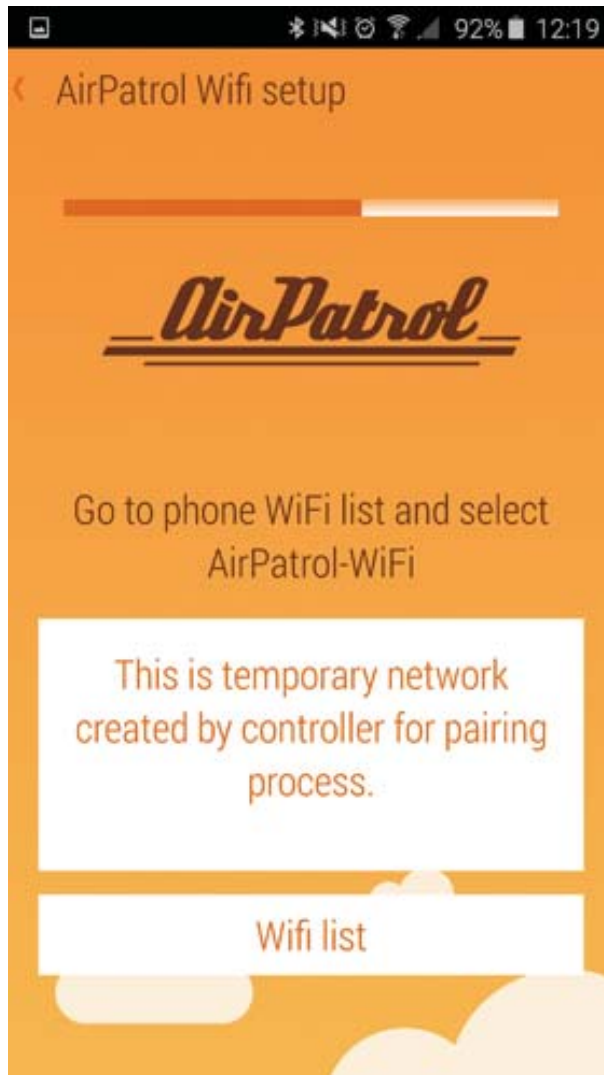 92% 12:19
AirPatrol Wifi setup
AirPatrol
Go to phone WiFi list and select
AirPatrol-WiFi
This is temporary network
created by controller for pairing
process.
Wifi list